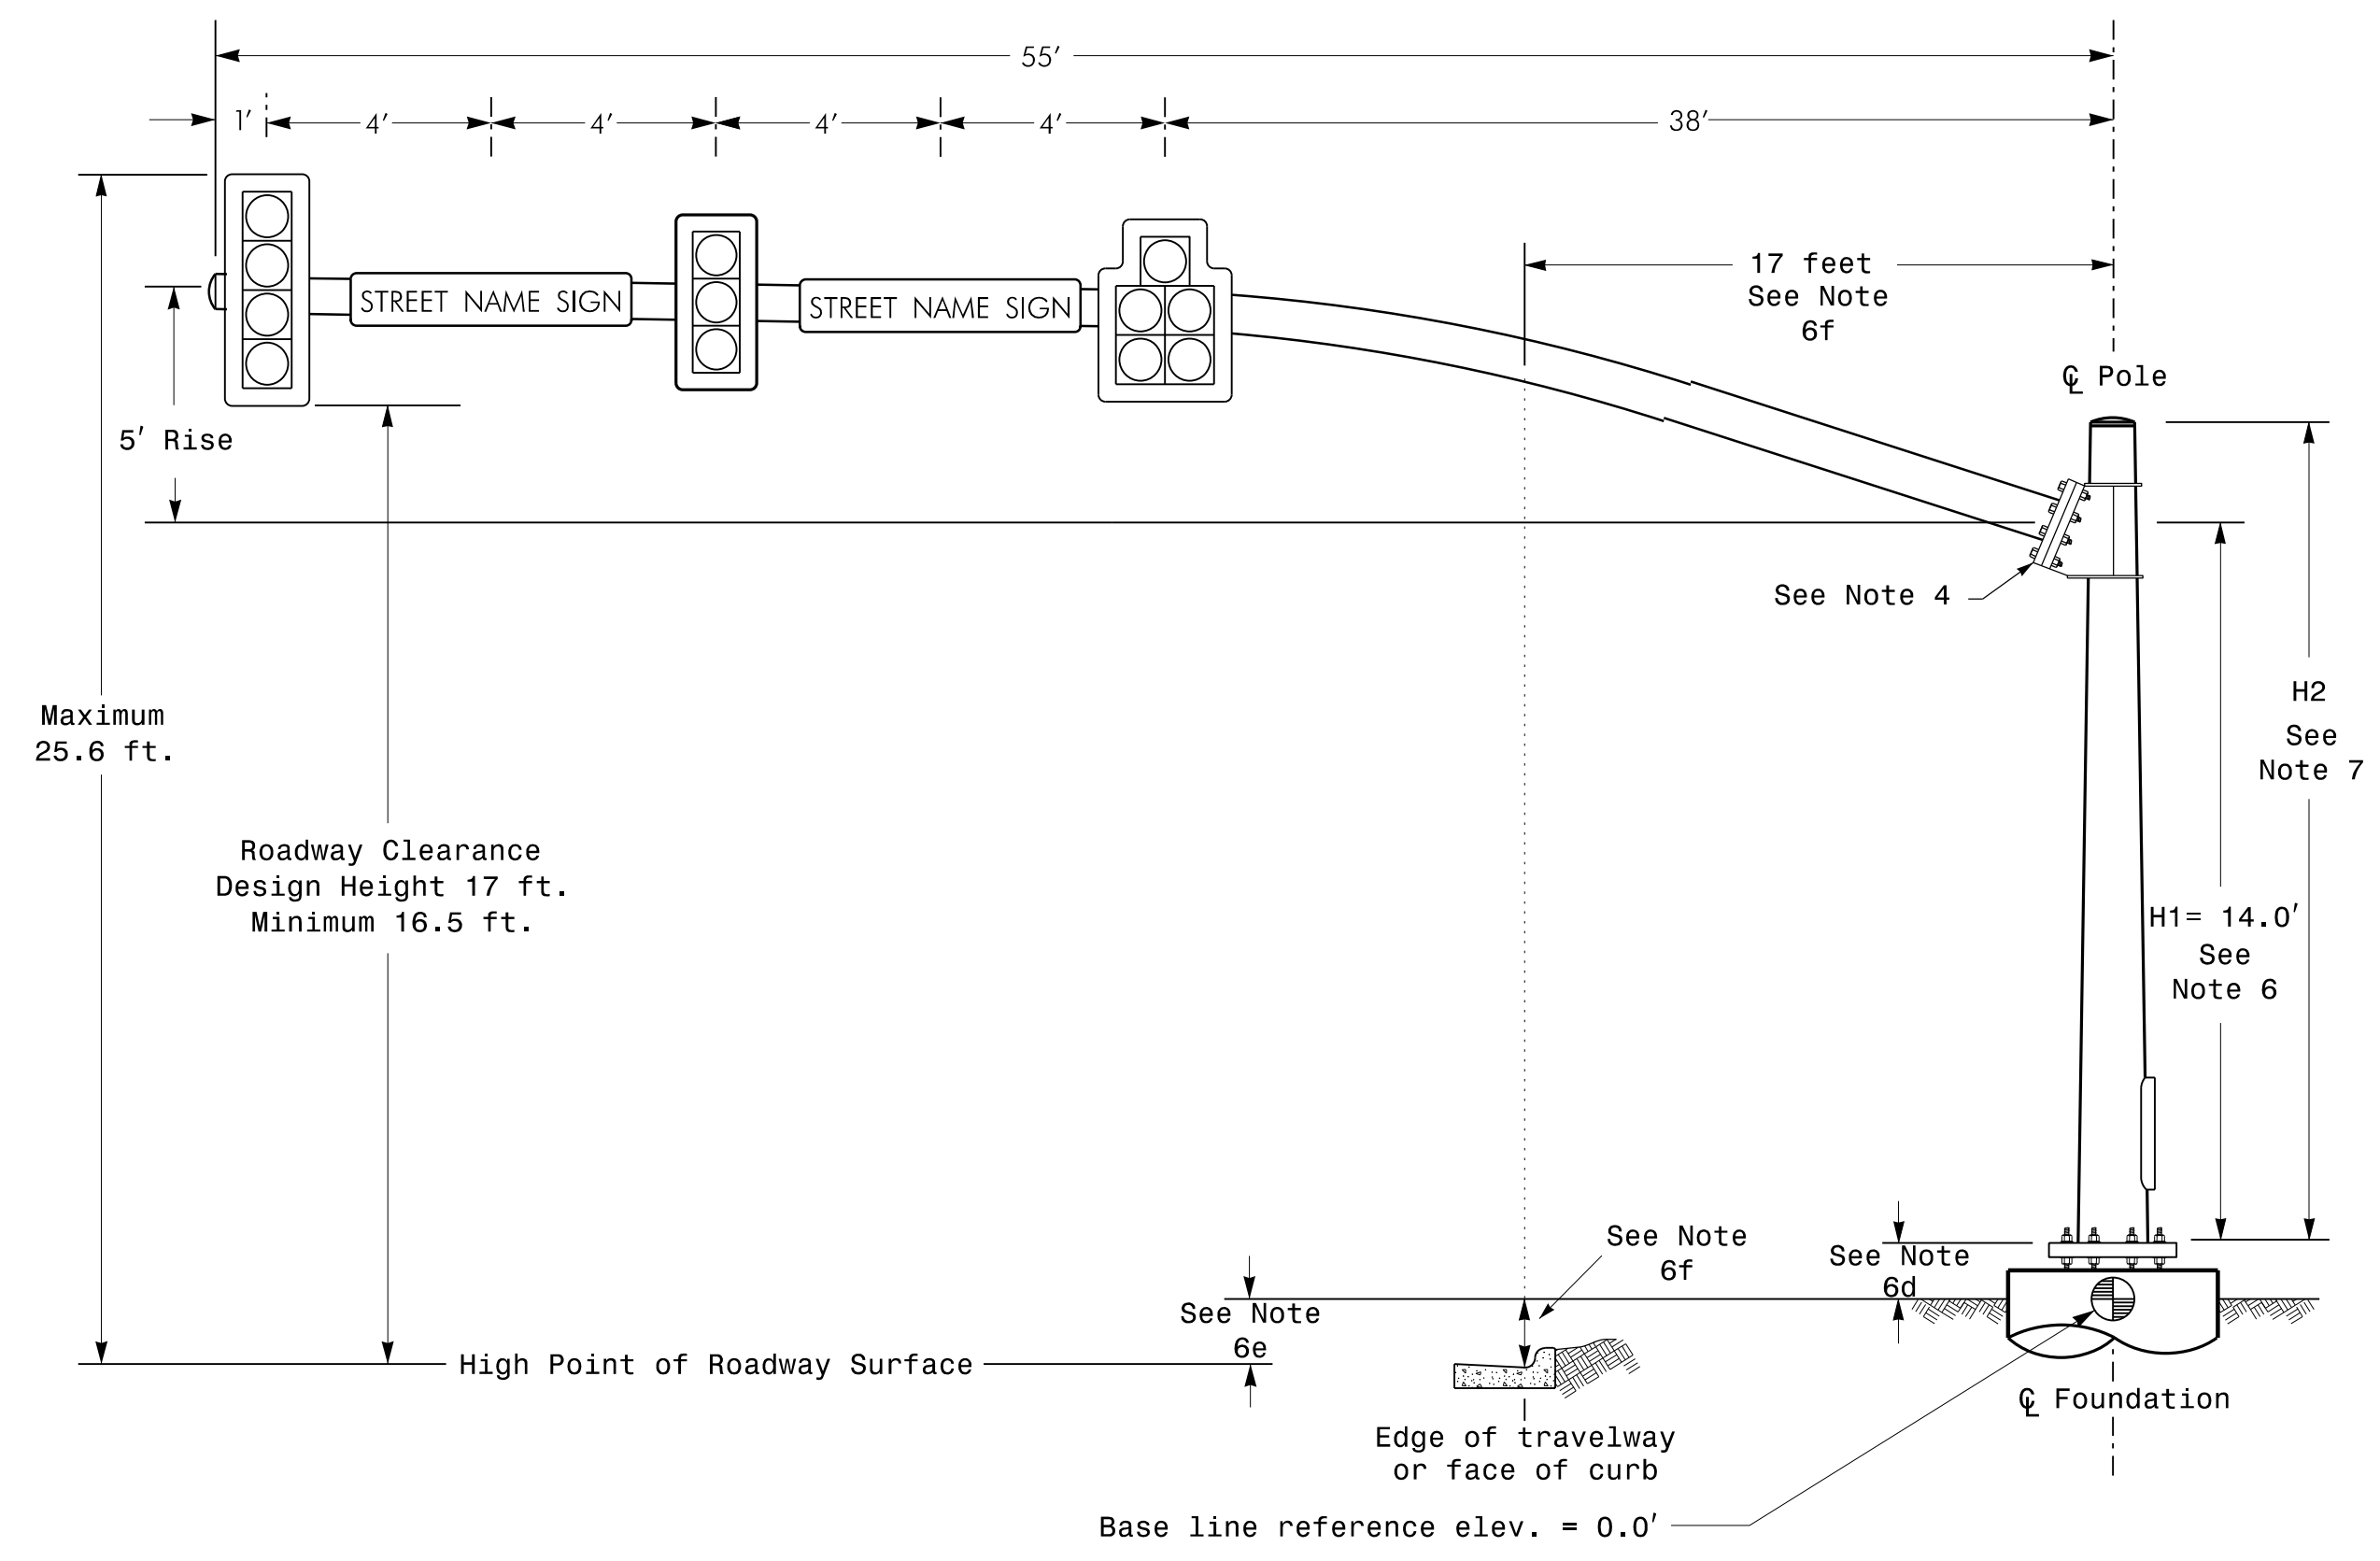 55′
1′ 4′ 4′ 4′ 4′ 38′
STREET NAME SIGN
STREET NAME SIGN
17 feet
See Note
6f
℄ Pole
5′ Rise
See Note 4
H2
See
Note 7
Maximum
25.6 ft.
Roadway Clearance
Design Height 17 ft.
Minimum 16.5 ft.
H1= 14.0′
See
Note 6
See Note
6f
See Note
6d
See Note
6e
High Point of Roadway Surface
℄ Foundation
Edge of travelway
or face of curb
Base line reference elev. = 0.0′